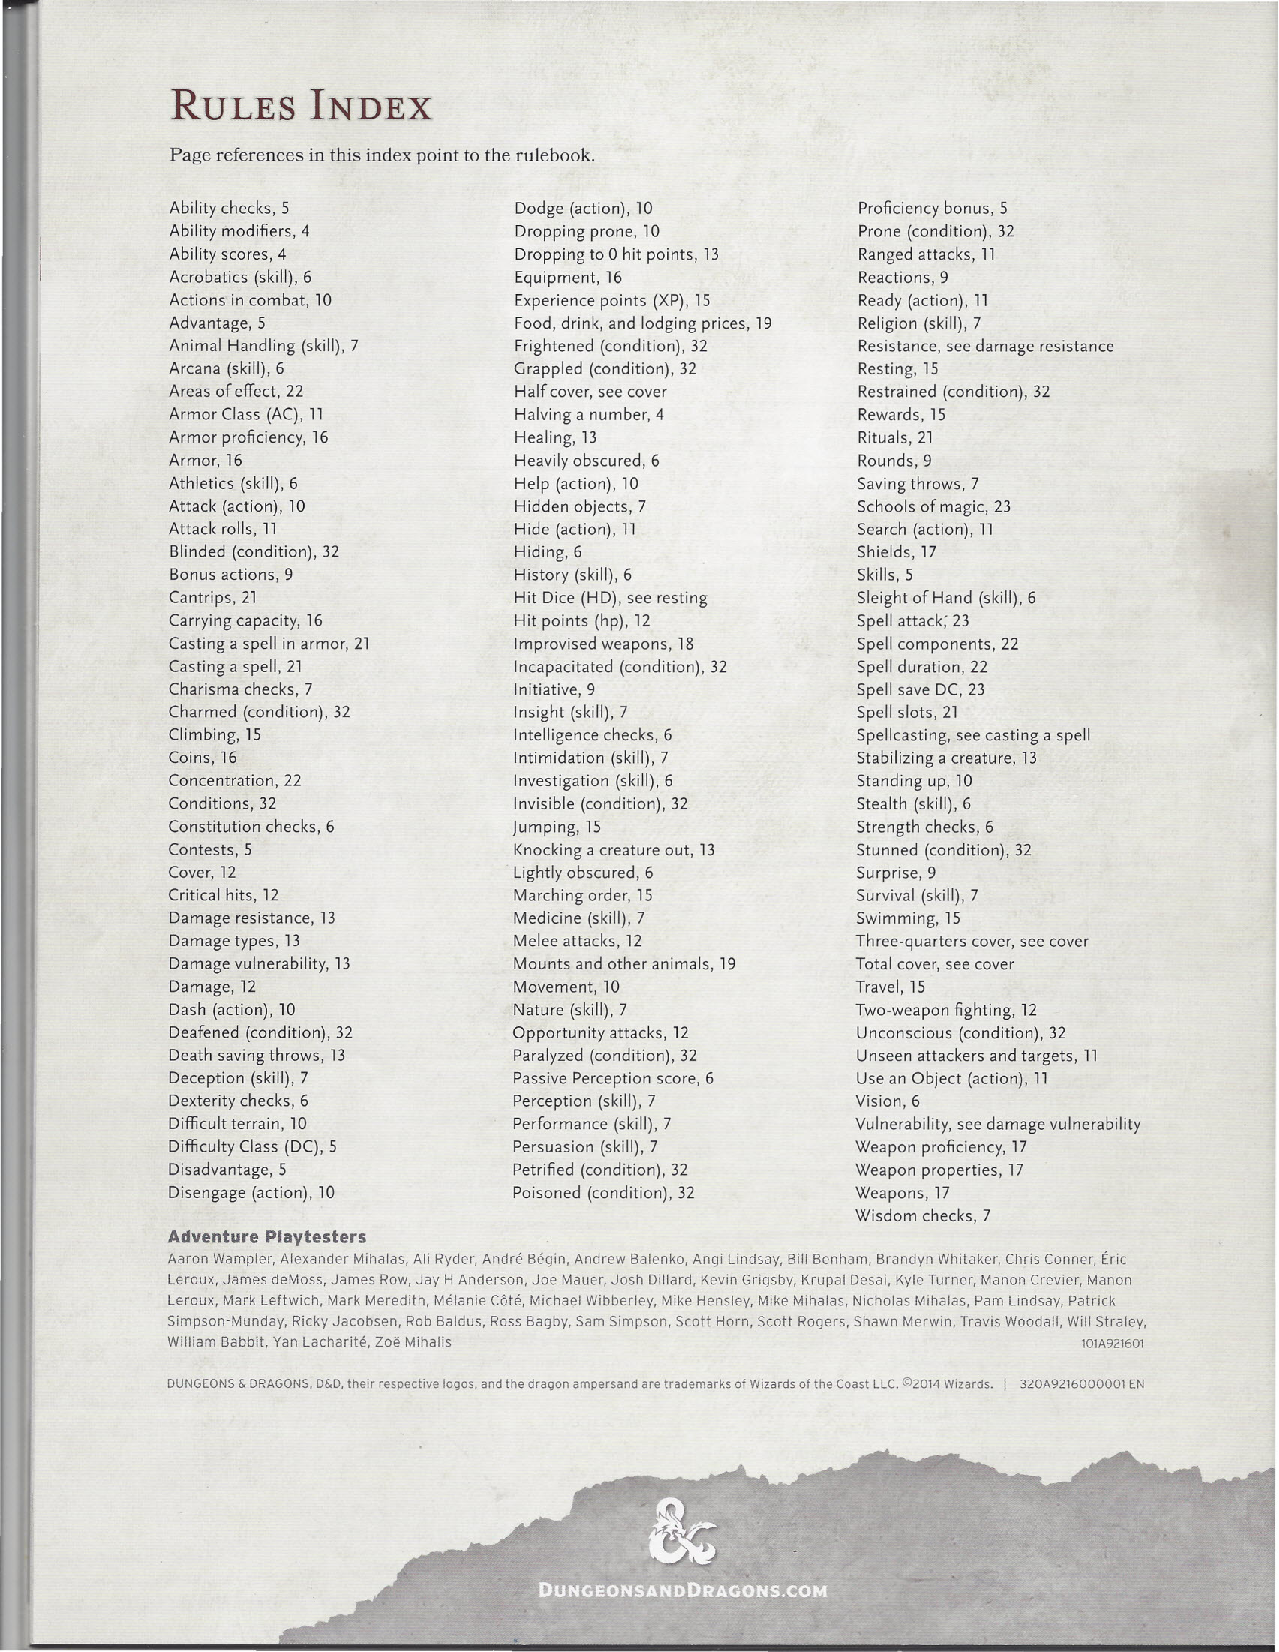 RULES INDEX
Page references in this index point to the rulebook.
Ability checks, 5
Ability modifiers, 4
Ability scores, 4
Acrobatics (skill), 6
Actions in combat, 10
Advantage, 5
Animal Handling (skill), 7
Arcana (skill), 6
Areas of effect, 22
Armor Class (AC), 11
Armor proficiency, 16
Armor, 16
Athletics (skill), 6
Attack (action), 10
Attack rolls, 11
Blinded (condition), 32
Bonus actions, 9
Cantrips, 21
Carrying capacity, 16
Casting a spell in armor, 21
Casting a spell, 21
Charisma checks, 7
Charmed (condition), 32
Climbing, 15
Coins, 16
Concentration, 22
Conditions, 32
Constitution checks, 6
Contests, 5
Cover, 12
Critical hits, 12
Damage resistance, 13
Damage types, 13
Damage vulnerability, 13
Damage, 12
Dash (action), 10
Deafened (condition), 32
Death saving throws, 13
Deception (skill), 7
Dexterity checks, 6
Difficult terrain, 10
Difficulty Class (DC), 5
Disadvantage, 5
Disengage (action), 10
Dodge (action), 10
Dropping prone, 10
Dropping to 0 hit points, 13
Equipment, 16
Experience points (XP), 15
Food, drink, and lodging prices, 19
Frightened (condition), 32
Grappled (condition), 32
Half cover, see cover
Halving a number, 4
Healing, 13
Heavily obscured, 6
Help (action), 10
Hidden objects, 7
Hide (action), 11
Hiding, 6
History (skill), 6
Hit Dice (HD), see resting
Hit points (hp), 12
Improvised weapons, 18
Incapacitated (condition), 32
Initiative, 9
Insight (skill), 7
Intelligence checks, 6
Intimidation (skill), 7
Investigation (skill), 6
Invisible (condition), 32
Jumping, 15
Knocking a creature out, 13
Lightly obscured, 6
Marching order, 15
Medicine (skill), 7
Melee attacks, 12
Mounts and other animals, 19
Movement, 10
Nature (skill), 7
Opportunity attacks, 12
Paralyzed (condition), 32
Passive Perception score, 6
Perception (skill), 7
Performance (skill), 7
Persuasion (skill), 7
Petrified (condition), 32
Poisoned (condition), 32
Proficiency bonus, 5
Prone (condition), 32
Ranged attacks, 11
Reactions, 9
Ready (action), 11
Religion (skill), 7
Resistance, see damage resistance
Resting, 15
Restrained (condition), 32
Rewards, 15
Rituals, 21
Rounds, 9
Saving throws, 7
Schools of magic, 23
Search (action), 11
Shields, 17
Skills, 5
Sleight of Hand (skill), 6
Spell attack, 23
Spell components, 22
Spell duration, 22
Spell save DC, 23
Spell slots, 21
Spellcasting, see casting a spell
Stabilizing a creature, 13
Standing up, 10
Stealth (skill), 6
Strength checks, 6
Stunned (condition), 32
Surprise, 9
Survival (skill), 7
Swimming, 15
Three-quarters cover, see cover
Total cover, see cover
Travel, 15
Two-weapon fighting, 12
Unconscious (condition), 32
Unseen attackers and targets, 11
Use an Object (action), 11
Vision, 6
Vulnerability, see damage vulnerability
Weapon proficiency, 17
Weapon properties, 17
Weapons, 17
Wisdom checks, 7
Adventure Playtesters
Aaron Wampler, Alexander Mihalas, Ali Ryder, André Bégin, Andrew Balenko, Angi Lindsay, Bill Benham, Brandyn Whitaker, Chris Conner, Éric
Leroux, James deMoss, James Row, Jay H Anderson, Joe Mauer, Josh Dillard, Kevin Grigsby, Krupal Desai, Kyle Turner, Manon Crevier, Manon
Leroux, Mark Leftwich, Mark Meredith, Mélanie Côté, Michael Wibberley, Mike Hensley, Mike Mihalas, Nicholas Mihalas, Pam Lindsay, Patrick
Simpson-Munday, Ricky Jacobsen, Rob Baldus, Ross Bagby, Sam Simpson, Scott Horn, Scott Rogers, Shawn Merwin, Travis Woodall, Will Straley,
William Babbit, Yan Lacharité, Zoë Mihalis 101A921601
DUNGEONS & DRAGONS, D&D, their respective logos, and the dragon ampersand are trademarks of Wizards of the Coast LLC. ©2014 Wizards. | 320A9216000001 EN
&
DUNGEONSANDDRAGONS.COM